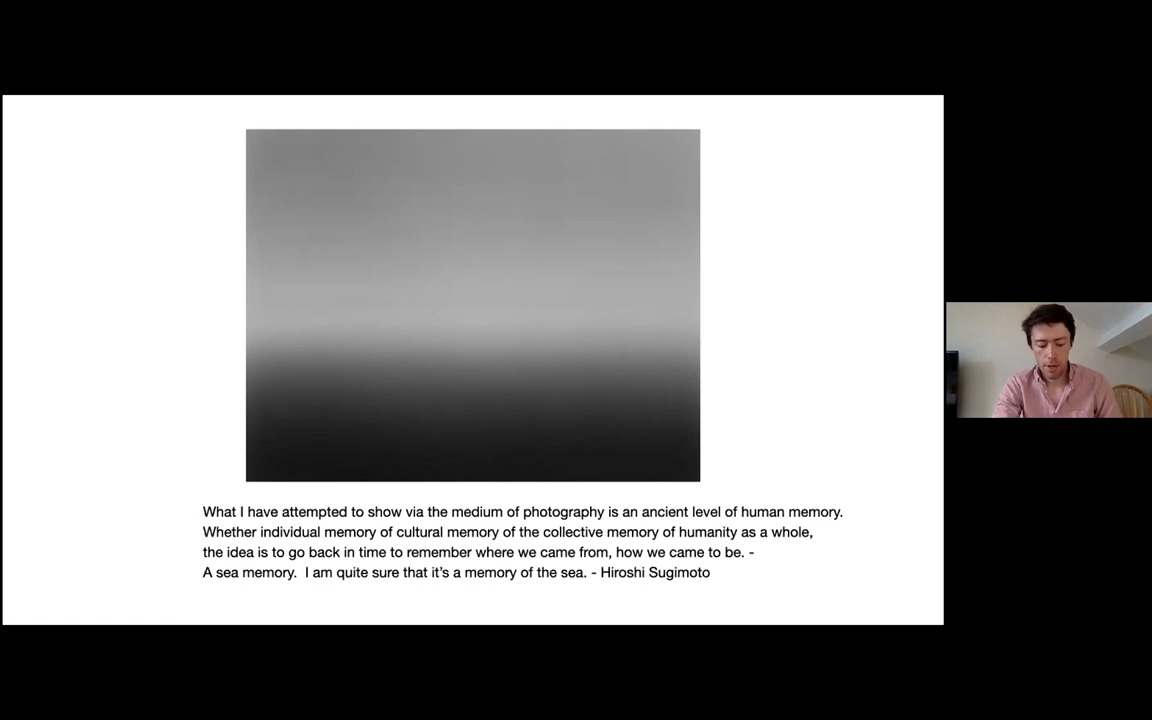 What I have attempted to show via the medium of photography is an ancient level of human memory.
Whether individual memory of cultural memory of the collective memory of humanity as a whole,
the idea is to go back in time to remember where we came from, how we came to be. -
A sea memory.  I am quite sure that it's a memory of the sea. - Hiroshi Sugimoto